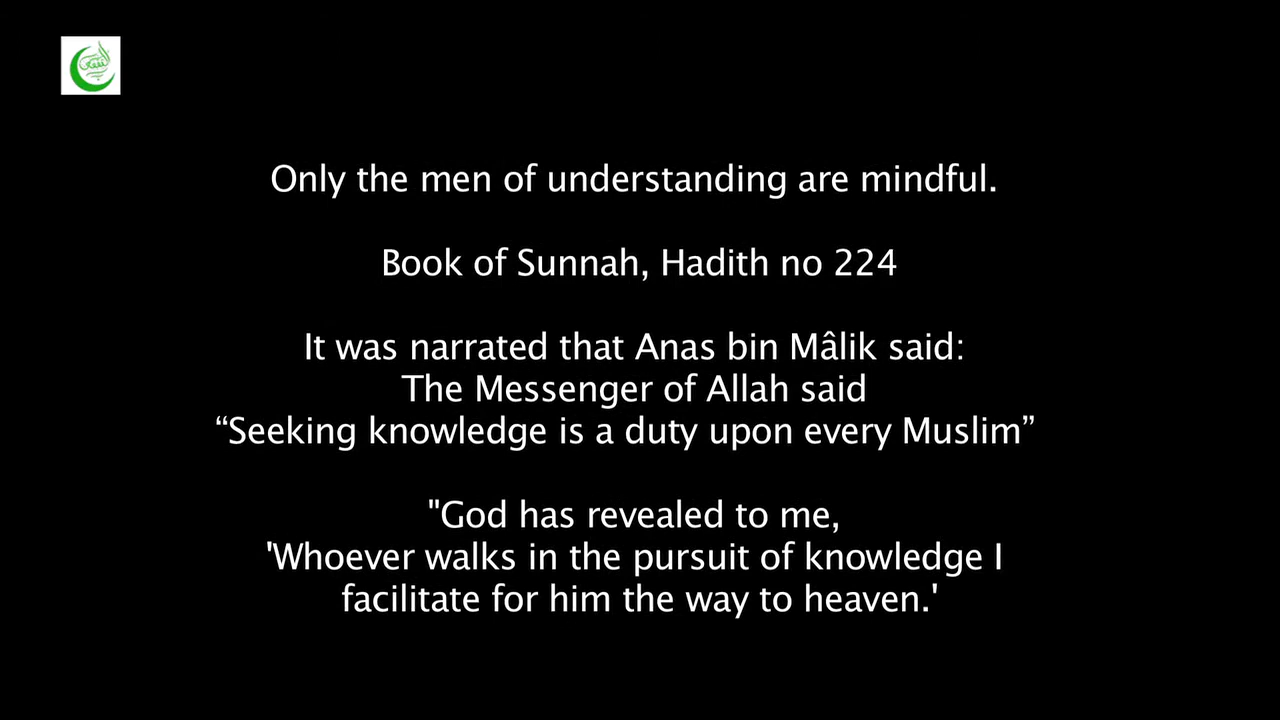 Only the men of understanding are mindful.
Book of Sunnah, Hadith no 224
It was narrated that Anas bin Mâlik said:
The Messenger of Allah said
“Seeking knowledge is a duty upon every Muslim”
"God has revealed to me,
'Whoever walks in the pursuit of knowledge I
facilitate for him the way to heaven.'